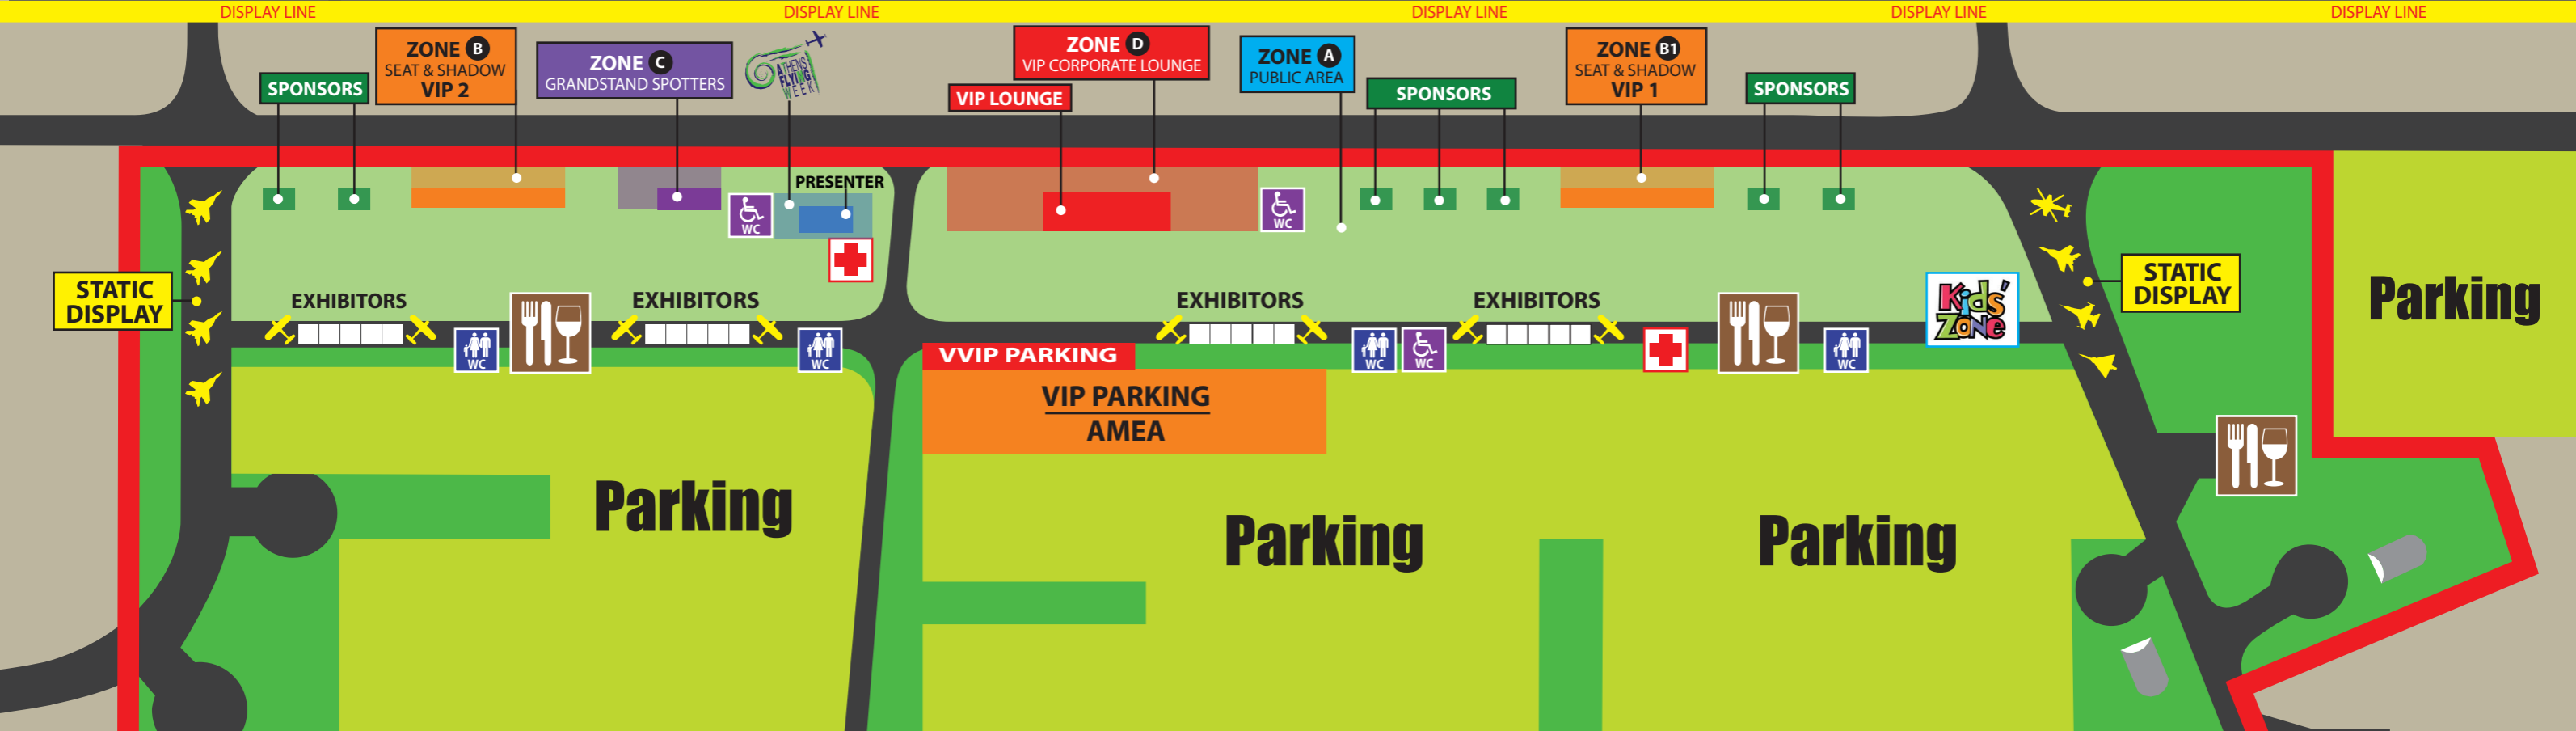 DISPLAY LINE
DISPLAY LINE
DISPLAY LINE
DISPLAY LINE
DISPLAY LINE
SPONSORS
ZONE B
SEAT & SHADOW
VIP 2
ZONE C
GRANDSTAND SPOTTERS
ATHENS
FLYING
WEEK
VIP LOUNGE
ZONE D
VIP CORPORATE LOUNGE
ZONE A
PUBLIC AREA
SPONSORS
ZONE B1
SEAT & SHADOW
VIP 1
SPONSORS
PRESENTER
WC
WC
STATIC
DISPLAY
EXHIBITORS
EXHIBITORS
EXHIBITORS
EXHIBITORS
Kids'
Zone
STATIC
DISPLAY
Parking
WC
WC
WC
WC
WC
VVIP PARKING
VIP PARKING
AMEA
Parking
Parking
Parking